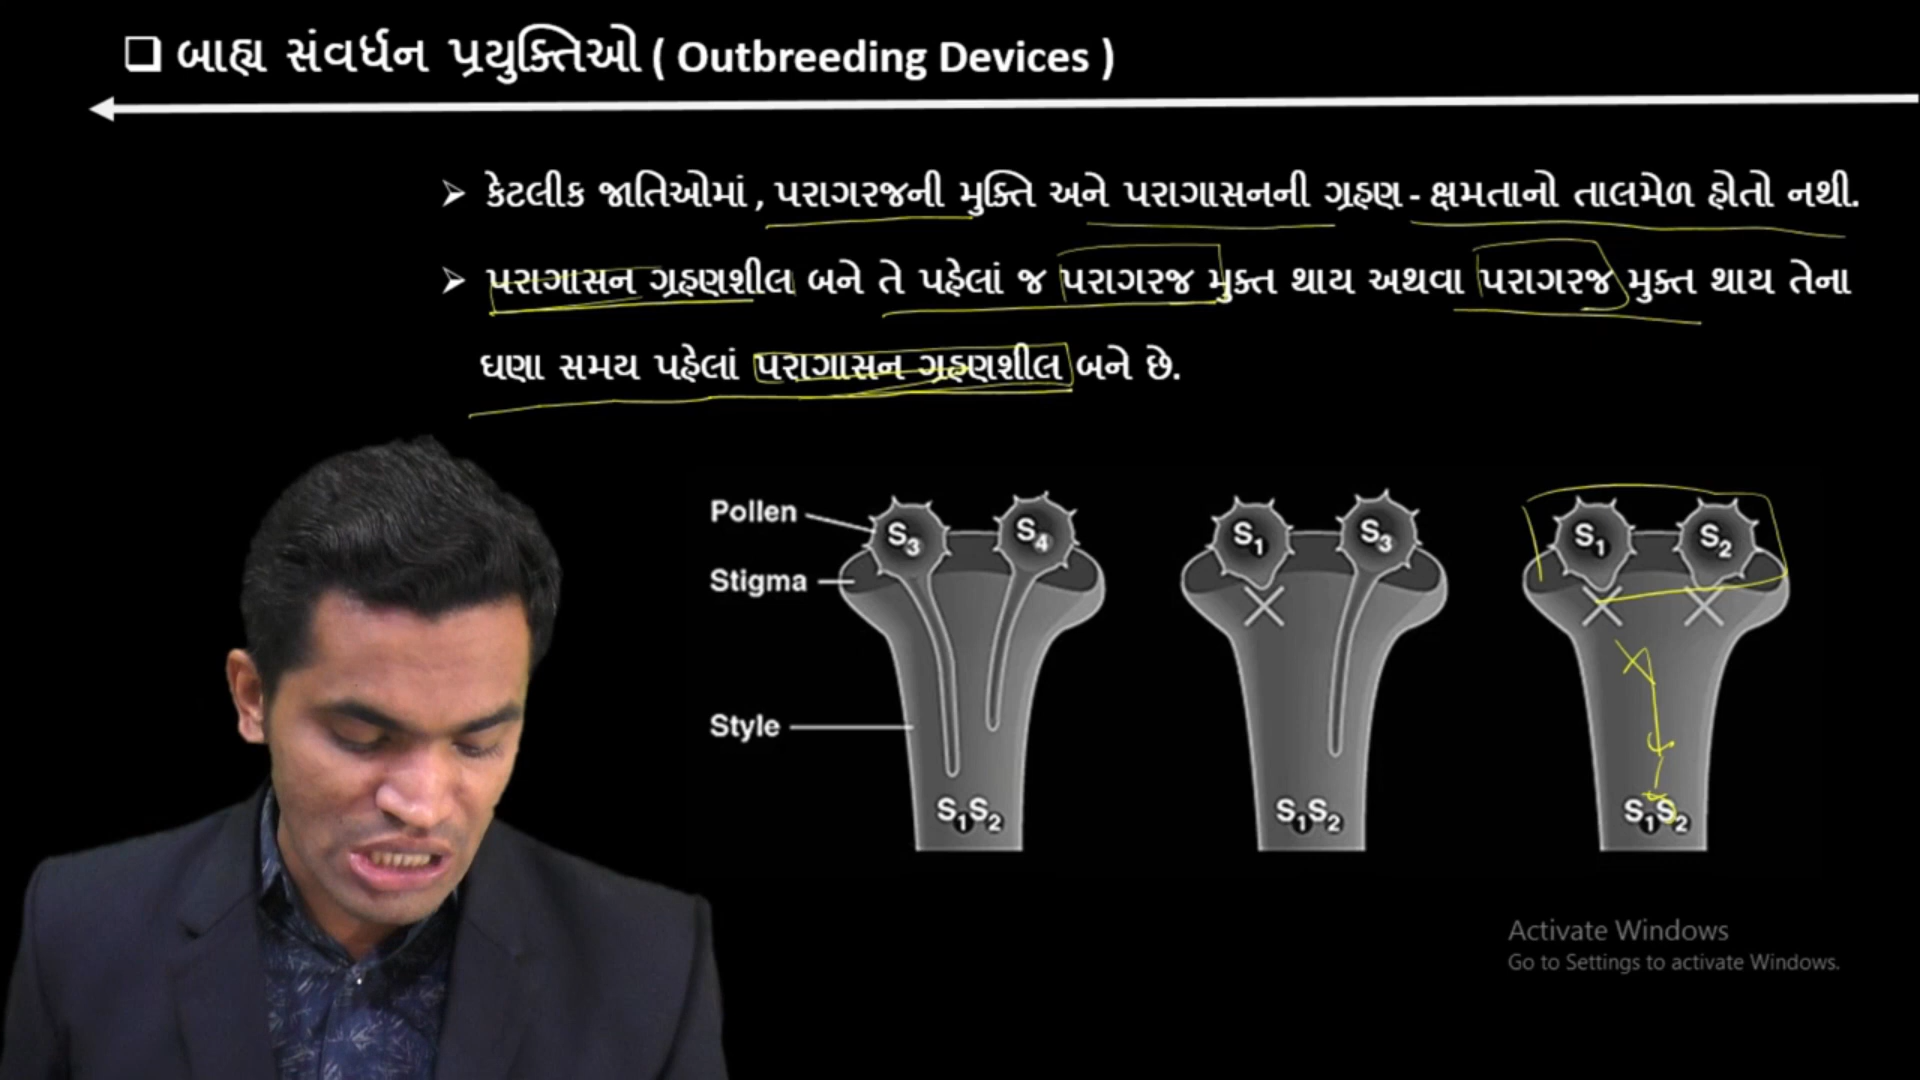 ❑ બાહ્ય સંવર્ધન પ્રયુક્તિઓ ( Outbreeding Devices )
➢ કેટલીક જાતિઓમાં , પરાગરજની મુક્તિ અને પરાગાસનની ગ્રહણ - ક્ષમતાનો તાલમેળ હોતો નથી.
➢ પરાગાસન ગ્રહણશીલ બને તે પહેલાં જ પરાગરજ મુક્ત થાય અથવા પરાગરજ મુક્ત થાય તેના
ઘણા સમય પહેલાં પરાગાસન ગ્રહણશીલ બને છે.
Pollen S3 S4 S1 S3 S1 S2
Stigma
Style
S1S2 S1S2 S1S2
Activate Windows
Go to Settings to activate Windows.